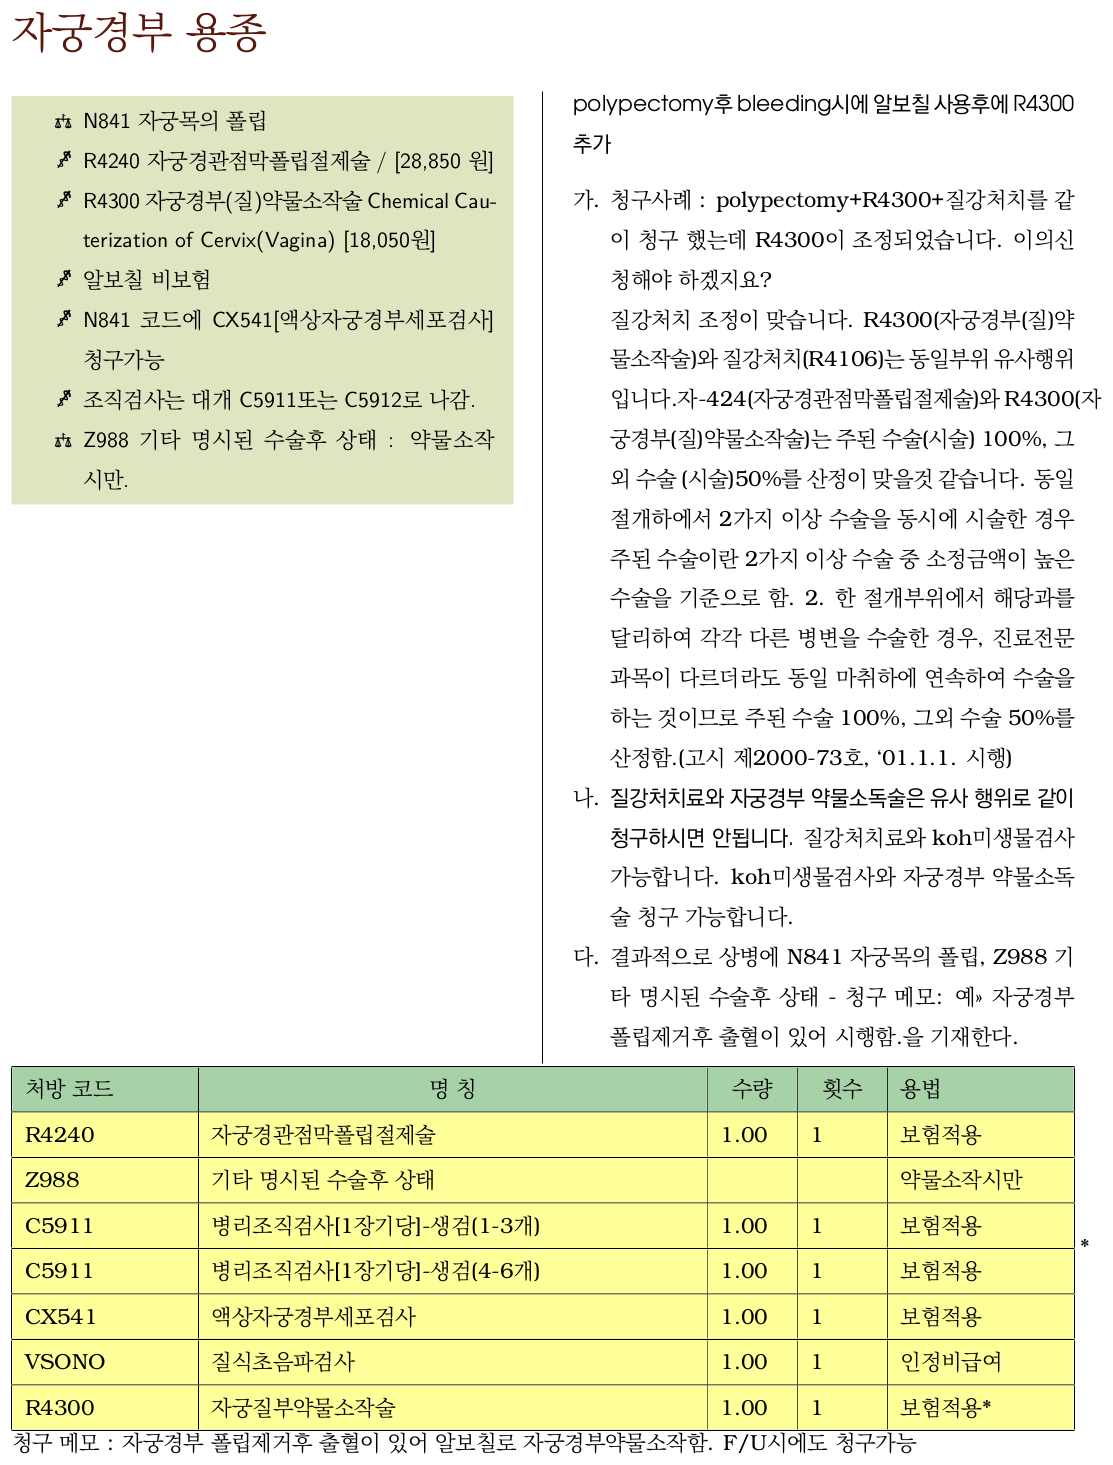 자궁경부 용종
N841 자궁목의 폴립
R4240 자궁경관점막폴립절제술 / [28,850 원]
R4300 자궁경부(질)약물소작술 Chemical Cau-
terization of Cervix(Vagina) [18,050원]
알보칠 비보험
N841 코드에 CX541[액상자궁경부세포검사]
청구가능
조직검사는 대개 C5911또는 C5912로 나감.
Z988 기타 명시된 수술후 상태 : 약물소작
시만.
polypectomy후 bleeding시에 알보칠 사용후에 R4300
추가
가. 청구사례 : polypectomy+R4300+질강처치를 같
이 청구 했는데 R4300이 조정되었습니다. 이의신
청해야 하겠지요?
질강처치 조정이 맞습니다. R4300(자궁경부(질)약
물소작술)와 질강처치(R4106)는 동일부위 유사행위
입니다.자-424(자궁경관점막폴립절제술)와 R4300(자
궁경부(질)약물소작술)는 주된 수술(시술) 100%, 그
외 수술 (시술)50%를 산정이 맞을것 같습니다. 동일
절개하에서 2가지 이상 수술을 동시에 시술한 경우
주된 수술이란 2가지 이상 수술 중 소정금액이 높은
수술을 기준으로 함. 2. 한 절개부위에서 해당과를
달리하여 각각 다른 병변을 수술한 경우, 진료전문
과목이 다르더라도 동일 마취하에 연속하여 수술을
하는 것이므로 주된 수술 100%, 그외 수술 50%를
산정함.(고시 제2000-73호, ‘01.1.1. 시행)
나. 질강처치료와 자궁경부 약물소독술은 유사 행위로 같이
청구하시면 안됩니다. 질강처치료와 koh미생물검사
가능합니다. koh미생물검사와 자궁경부 약물소독
술 청구 가능합니다.
다. 결과적으로 상병에 N841 자궁목의 폴립, Z988 기
타 명시된 수술후 상태 - 청구 메모: 예» 자궁경부
폴립제거후 출혈이 있어 시행함.을 기재한다.
처방 코드 명 칭 수량 횟수 용법
R4240 자궁경관점막폴립절제술 1.00 1 보험적용
Z988 기타 명시된 수술후 상태 약물소작시만
C5911 병리조직검사[1장기당]-생검(1-3개) 1.00 1 보험적용
*
C5911 병리조직검사[1장기당]-생검(4-6개) 1.00 1 보험적용
CX541 액상자궁경부세포검사 1.00 1 보험적용
VSONO 질식초음파검사 1.00 1 인정비급여
R4300 자궁질부약물소작술 1.00 1 보험적용*
청구 메모 : 자궁경부 폴립제거후 출혈이 있어 알보칠로 자궁경부약물소작함. F/U시에도 청구가능